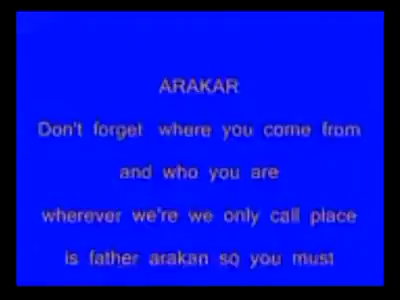 ARAKAR
Don't forget where you come from
and who you are
wherever we're we only call place
is father arakan so you must